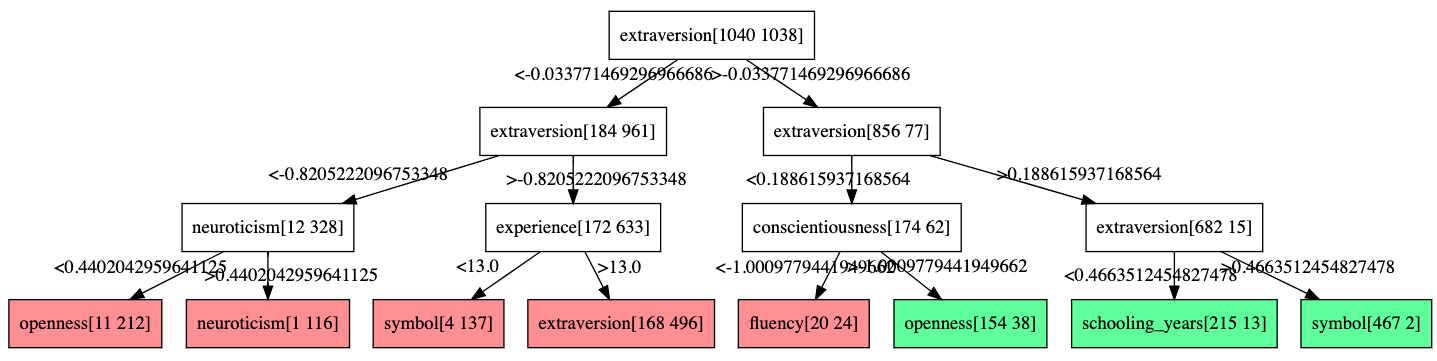 extraversion[1040 1038]
<-0.033771469296966686
>-0.033771469296966686
extraversion[184 961]
extraversion[856 77]
<-0.8205222096753348
>-0.8205222096753348
<0.188615937168564
>0.188615937168564
neuroticism[12 328]
experience[172 633]
conscientiousness[174 62]
extraversion[682 15]
<0.4402042959641125
>0.4402042959641125
<13.0
>13.0
<-1.0009779441949662
>-1.0009779441949662
<0.4663512454827478
>0.4663512454827478
openness[11 212]
neuroticism[1 116]
symbol[4 137]
extraversion[168 496]
fluency[20 24]
openness[154 38]
schooling_years[215 13]
symbol[467 2]